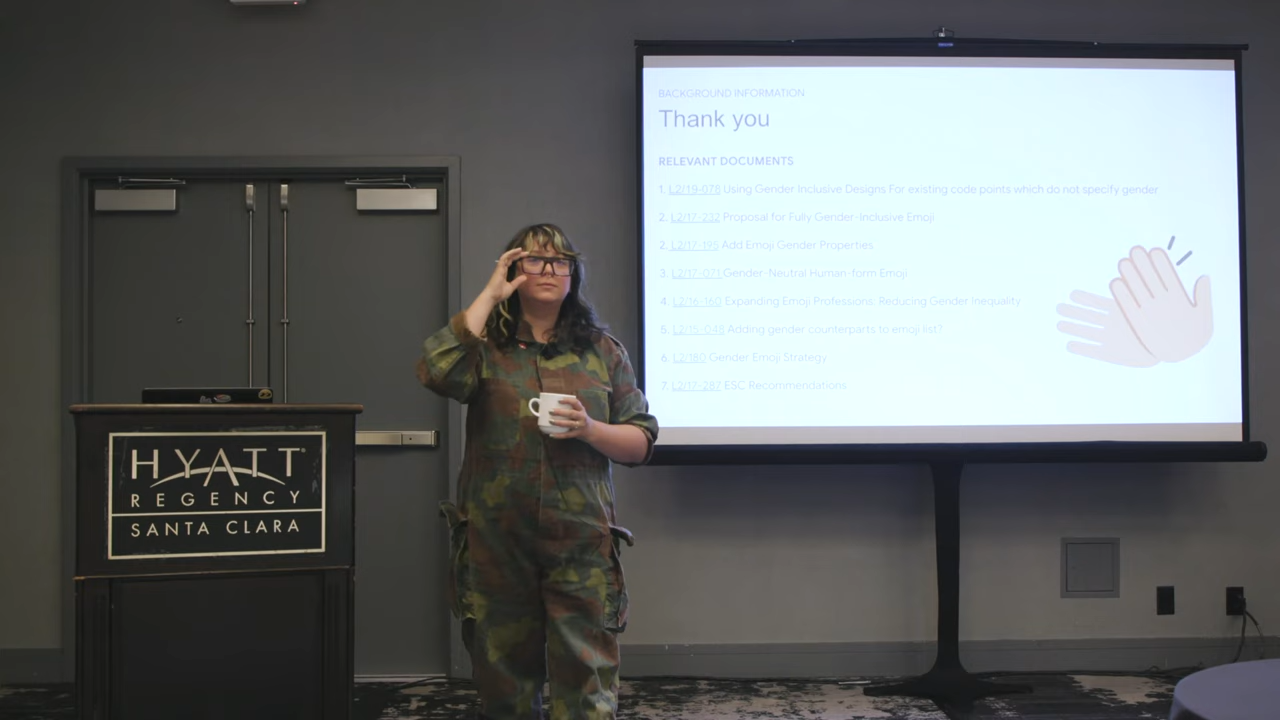 BACKGROUND INFORMATION
Thank you
RELEVANT DOCUMENTS
1. L2/19-078 Using Gender Inclusive Designs For existing code points which do not specify gender
2. L2/17-232 Proposal for Fully Gender-Inclusive Emoji
2. L2/17-195 Add Emoji Gender Properties
3. L2/17-071 Gender-Neutral Human-form Emoji
4. L2/16-160 Expanding Emoji Professions: Reducing Gender Inequality
5. L2/15-048 Adding gender counterparts to emoji list?
6. L2/180 Gender Emoji Strategy
7. L2/17-287 ESC Recommendations
HYATT
REGENCY
SANTA CLARA